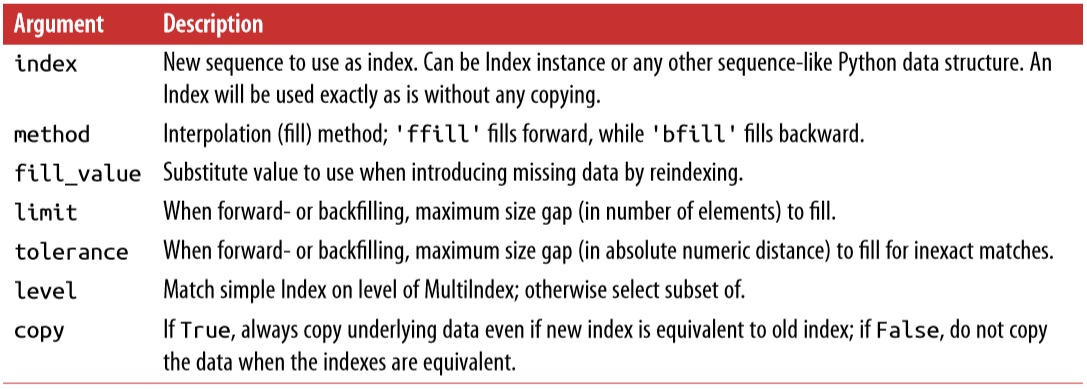 Argument Description
index New sequence to use as index. Can be Index instance or any other sequence-like Python data structure. An
Index will be used exactly as is without any copying.
method Interpolation (fill) method; 'ffill' fills forward, while 'bfill' fills backward.
fill_value Substitute value to use when introducing missing data by reindexing.
limit When forward- or backfilling, maximum size gap (in number of elements) to fill.
tolerance When forward- or backfilling, maximum size gap (in absolute numeric distance) to fill for inexact matches.
level Match simple Index on level of MultiIndex; otherwise select subset of.
copy If True, always copy underlying data even if new index is equivalent to old index; if False, do not copy
the data when the indexes are equivalent.